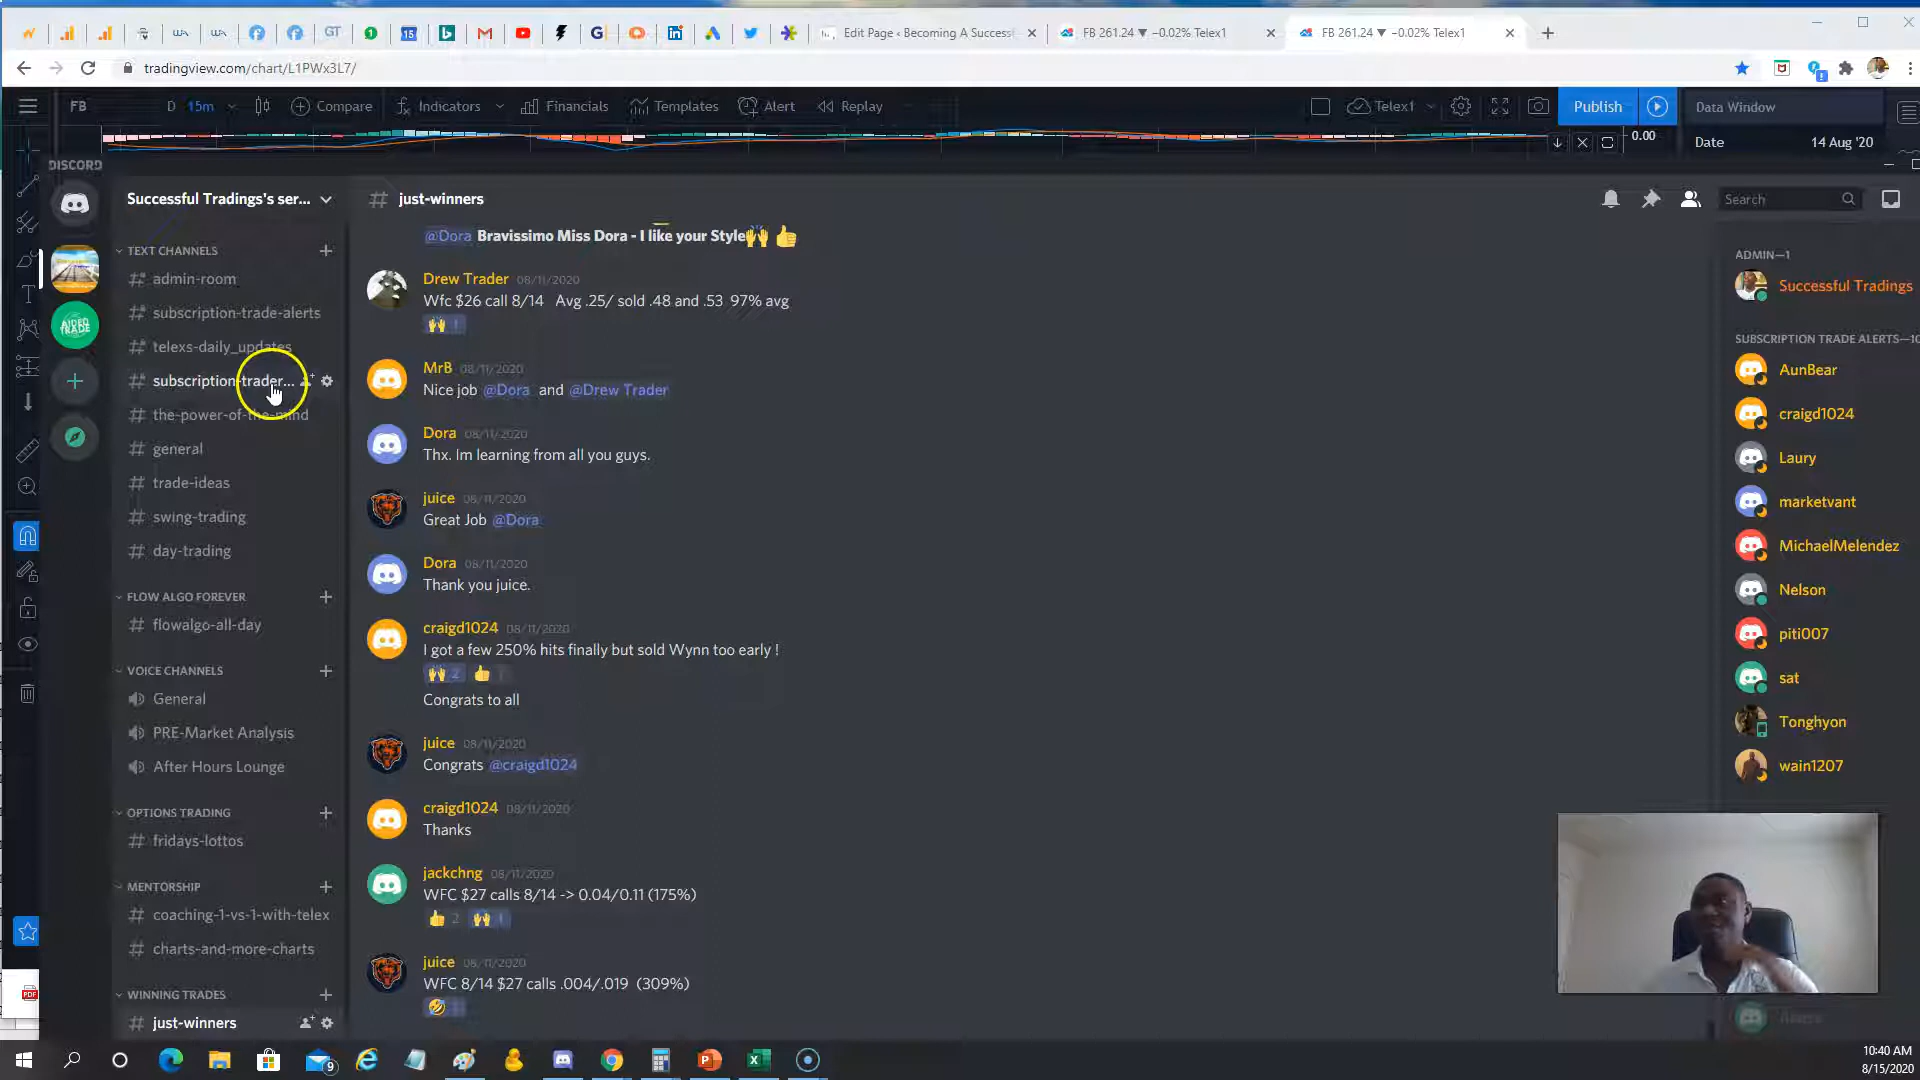 Edit Page ‹ Becoming A Success
FB 261.24 ▼ −0.02% Telex1
FB 261.24 ▼ −0.02% Telex1
tradingview.com/chart/L1PWx3L7/
FB
D
15m
Compare
Indicators
Financials
Templates
Alert
Replay
Telex1
Publish
Data Window
0.00
Date
14 Aug '20
DISCORD
Successful Tradings's ser...
just-winners
Search
TEXT CHANNELS
admin-room
subscription-trade-alerts
telexs-daily_updates
subscription-trader...
the-power-of-the-mind
general
trade-ideas
swing-trading
day-trading
FLOW ALGO FOREVER
flowalgo-all-day
VOICE CHANNELS
General
PRE-Market Analysis
After Hours Lounge
OPTIONS TRADING
fridays-lottos
MENTORSHIP
coaching-1-vs-1-with-telex
charts-and-more-charts
WINNING TRADES
just-winners
@Dora Bravissimo Miss Dora - I like your Style🙌 👍
Drew Trader 08/11/2020
Wfc $26 call 8/14 Avg .25/ sold .48 and .53 97% avg
🙌 1
MrB 08/11/2020
Nice job @Dora and @Drew Trader
Dora 08/11/2020
Thx. Im learning from all you guys.
juice 08/11/2020
Great Job @Dora
Dora 08/11/2020
Thank you juice.
craigd1024 08/11/2020
I got a few 250% hits finally but sold Wynn too early !
🙌 2 👍 1
Congrats to all
juice 08/11/2020
Congrats @craigd1024
craigd1024 08/11/2020
Thanks
jackchng 08/11/2020
WFC $27 calls 8/14 -> 0.04/0.11 (175%)
👍 2 🙌 1
juice 08/11/2020
WFC 8/14 $27 calls .004/.019 (309%)
ADMIN—1
Successful Tradings
SUBSCRIPTION TRADE ALERTS—10
AunBear
craigd1024
Laury
marketvant
MichaelMelendez
Nelson
piti007
sat
Tonghyon
wain1207
10:40 AM
8/15/2020